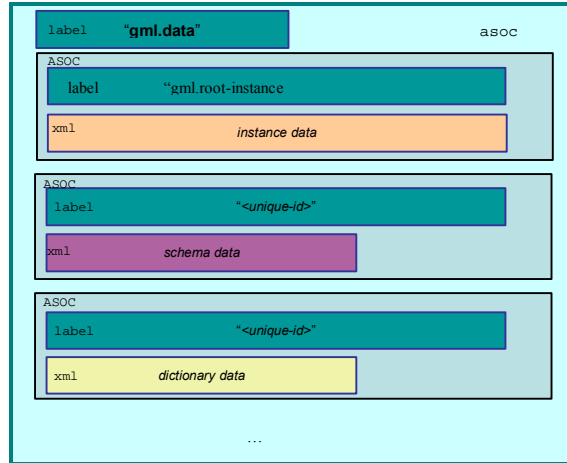 label “gml.data” asoc
ASOC
label “gml.root-instance
xml instance data
ASOC
label “<unique-id>”
xml schema data
ASOC
label “<unique-id>”
xml dictionary data
...